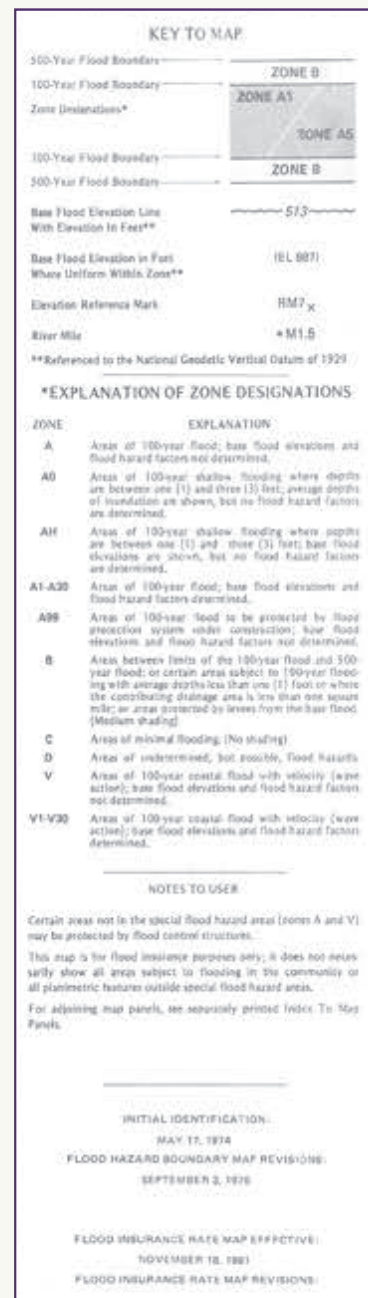 KEY TO MAP
500-Year Flood Boundary
ZONE B
100-Year Flood Boundary
ZONE A1
Zone Designations*
ZONE A5
100-Year Flood Boundary
ZONE B
500-Year Flood Boundary
Base Flood Elevation Line
With Elevation In Feet**
513
Base Flood Elevation in Feet
Where Uniform Within Zone**
(EL 987)
Elevation Reference Mark
RM7x
River Mile
•M1.5
**Referenced to the National Geodetic Vertical Datum of 1929
*EXPLANATION OF ZONE DESIGNATIONS
ZONE EXPLANATION
A Areas of 100-year flood; base flood elevations and
flood hazard factors not determined.
A0 Areas of 100-year shallow flooding where depths
are between one (1) and three (3) feet; average depths
of inundation are shown, but no flood hazard factors
are determined.
AH Areas of 100-year shallow flooding where depths
are between one (1) and three (3) feet; base flood
elevations are shown, but no flood hazard factors
are determined.
A1-A30 Areas of 100-year flood; base flood elevations and
flood hazard factors determined.
A99 Areas of 100-year flood to be protected by flood
protection system under construction; base flood
elevations and flood hazard factors not determined.
B Areas between limits of the 100-year flood and 500-
year flood; or certain areas subject to 100-year flood-
ing with average depths less than one (1) foot or where
the contributing drainage area is less than one square
mile; or areas protected by levees from the base flood.
(Medium shading)
C Areas of minimal flooding. (No shading)
D Areas of undetermined, but possible, flood hazards.
V Areas of 100-year coastal flood with velocity (wave
action); base flood elevations and flood hazard factors
not determined.
V1-V30 Areas of 100-year coastal flood with velocity (wave
action); base flood elevations and flood hazard factors
determined.
NOTES TO USER
Certain areas not in the special flood hazard areas (zones A and V)
may be protected by flood control structures.
This map is for flood insurance purposes only; it does not neces-
sarily show all areas subject to flooding in the community or
all planimetric features outside special flood hazard areas.
For adjoining map panels, see separately printed Index To Map
Panels.
INITIAL IDENTIFICATION:
MAY 17, 1974
FLOOD HAZARD BOUNDARY MAP REVISIONS:
SEPTEMBER 3, 1976
FLOOD INSURANCE RATE MAP EFFECTIVE:
NOVEMBER 18, 1981
FLOOD INSURANCE RATE MAP REVISIONS: